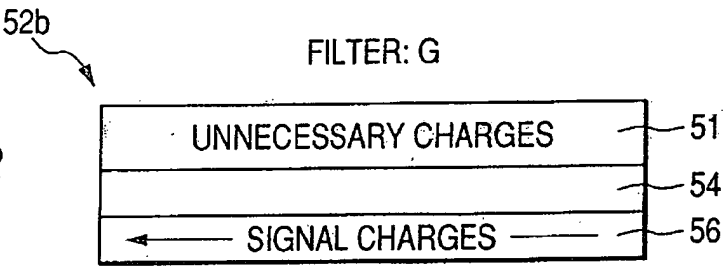 52b
FILTER: G
UNNECESSARY CHARGES
51
54
SIGNAL CHARGES
56